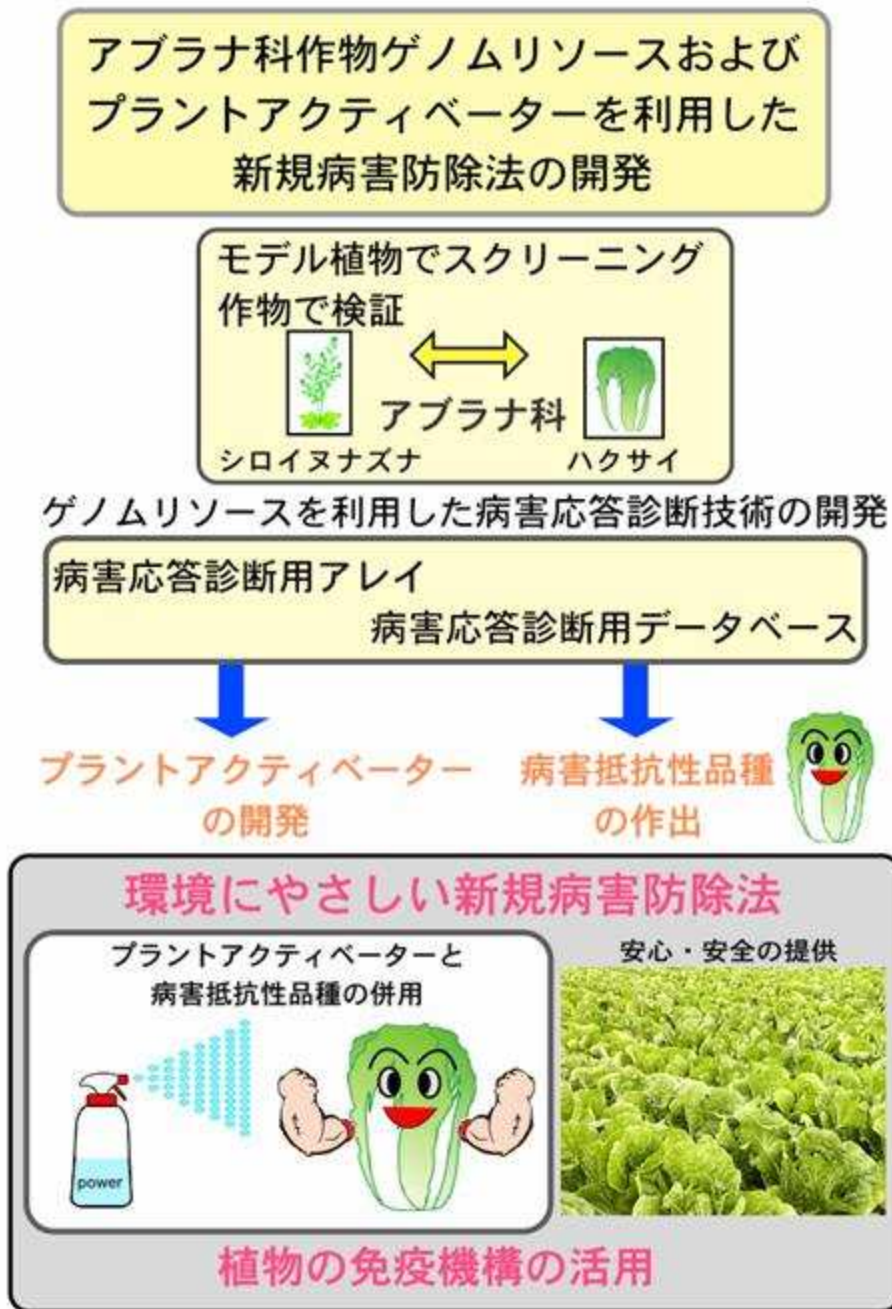 アブラナ科作物ゲノムリソースおよび
プラントアクティベーターを利用した
新規病害防除法の開発
モデル植物でスクリーニング
作物で検証
アブラナ科
シロイヌナズナ
ハクサイ
ゲノムリソースを利用した病害応答診断技術の開発
病害応答診断用アレイ
病害応答診断用データベース
プラントアクティベーター
の開発
病害抵抗性品種
の作出
環境にやさしい新規病害防除法
プラントアクティベーターと
病害抵抗性品種の併用
安心・安全の提供
power
植物の免疫機構の活用